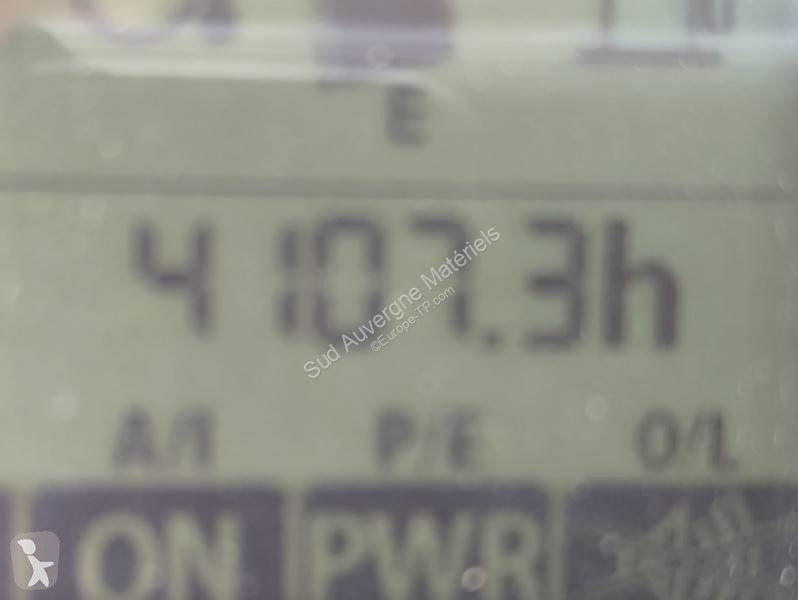 E
4107.3h
Sud Auvergne Matériels
©Europe-TP.com
A/I P/E O/L
ON PWR